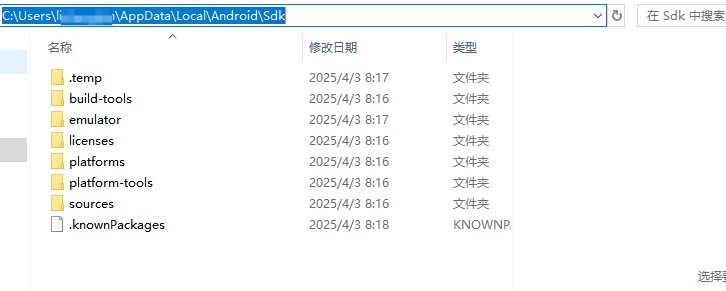 C:\Users\li n\AppData\Local\Android\Sdk
在 Sdk 中搜索
名称 修改日期 类型
.temp 2025/4/3 8:17 文件夹
build-tools 2025/4/3 8:16 文件夹
emulator 2025/4/3 8:17 文件夹
licenses 2025/4/3 8:16 文件夹
platforms 2025/4/3 8:16 文件夹
platform-tools 2025/4/3 8:16 文件夹
sources 2025/4/3 8:16 文件夹
.knownPackages 2025/4/3 8:18 KNOWNP
选择